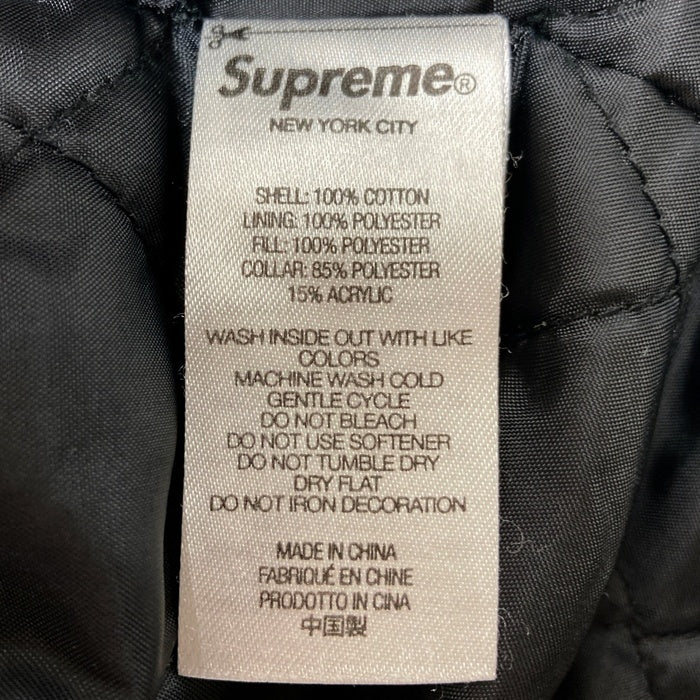 Supreme®
NEW YORK CITY
SHELL: 100% COTTON
LINING: 100% POLYESTER
FILL: 100% POLYESTER
COLLAR: 85% POLYESTER
15% ACRYLIC
WASH INSIDE OUT WITH LIKE
COLORS
MACHINE WASH COLD
GENTLE CYCLE
DO NOT BLEACH
DO NOT USE SOFTENER
DO NOT TUMBLE DRY
DRY FLAT
DO NOT IRON DECORATION
MADE IN CHINA
FABRIQUÉ EN CHINE
PRODOTTO IN CINA
中国製